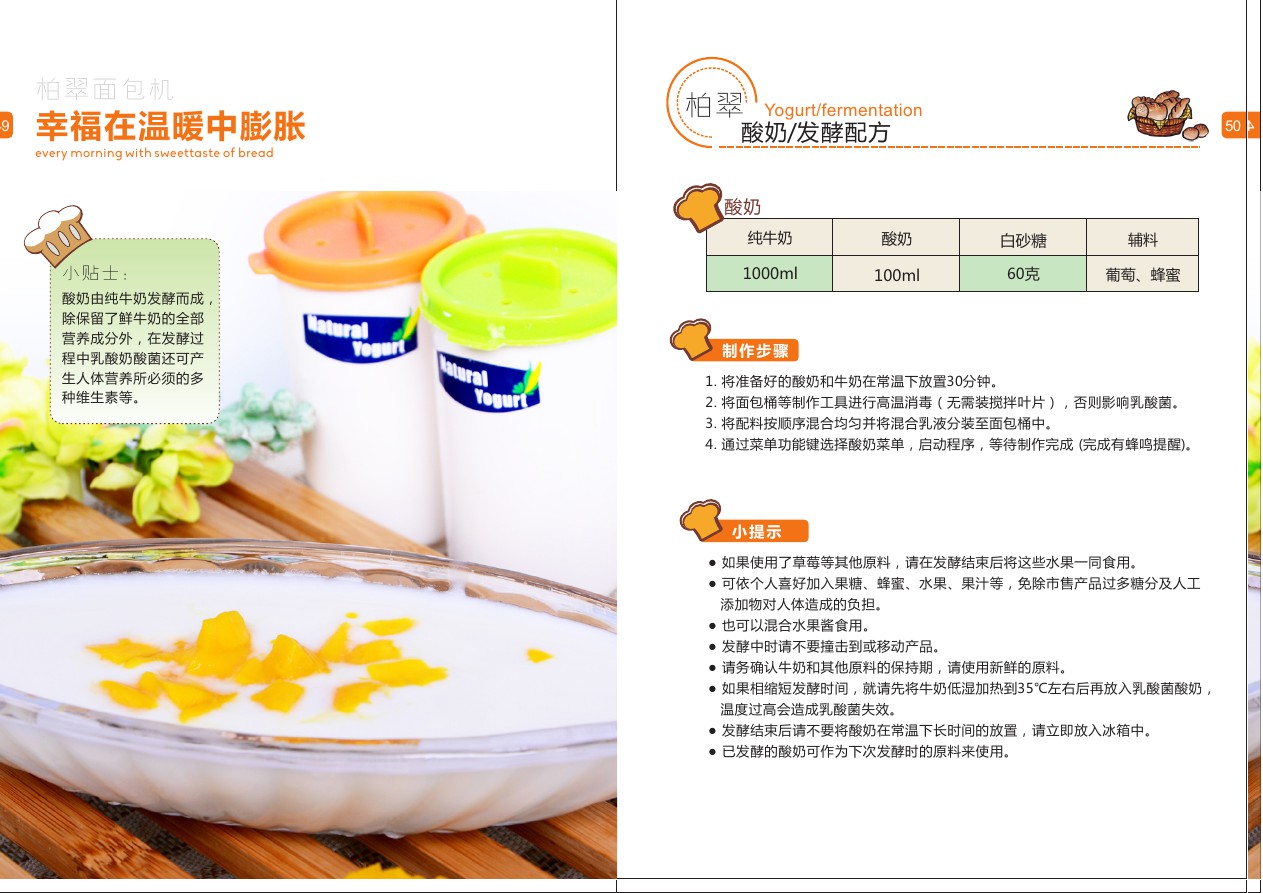 柏翠面包机
幸福在温暖中膨胀
every morning with sweettaste of bread
小贴士：
酸奶由纯牛奶发酵而成，
除保留了鲜牛奶的全部
营养成分外，在发酵过
程中乳酸奶酸菌还可产
生人体营养所必须的多
种维生素等。
Natural
Yogurt
Natural
Yogurt
柏翠
Yogurt/fermentation
酸奶/发酵配方
50
酸奶
纯牛奶 酸奶 白砂糖 辅料
1000ml 100ml 60克 葡萄、蜂蜜
制作步骤
1. 将准备好的酸奶和牛奶在常温下放置30分钟。
2. 将面包桶等制作工具进行高温消毒（无需装搅拌叶片），否则影响乳酸菌。
3. 将配料按顺序混合均匀并将混合乳液分装至面包桶中。
4. 通过菜单功能键选择酸奶菜单，启动程序，等待制作完成 (完成有蜂鸣提醒)。
小提示
● 如果使用了草莓等其他原料，请在发酵结束后将这些水果一同食用。
● 可依个人喜好加入果糖、蜂蜜、水果、果汁等，免除市售产品过多糖分及人工
添加物对人体造成的负担。
● 也可以混合水果酱食用。
● 发酵中时请不要撞击到或移动产品。
● 请务确认牛奶和其他原料的保持期，请使用新鲜的原料。
● 如果相缩短发酵时间，就请先将牛奶低湿加热到35℃左右后再放入乳酸菌酸奶，
温度过高会造成乳酸菌失效。
● 发酵结束后请不要将酸奶在常温下长时间的放置，请立即放入冰箱中。
● 已发酵的酸奶可作为下次发酵时的原料来使用。